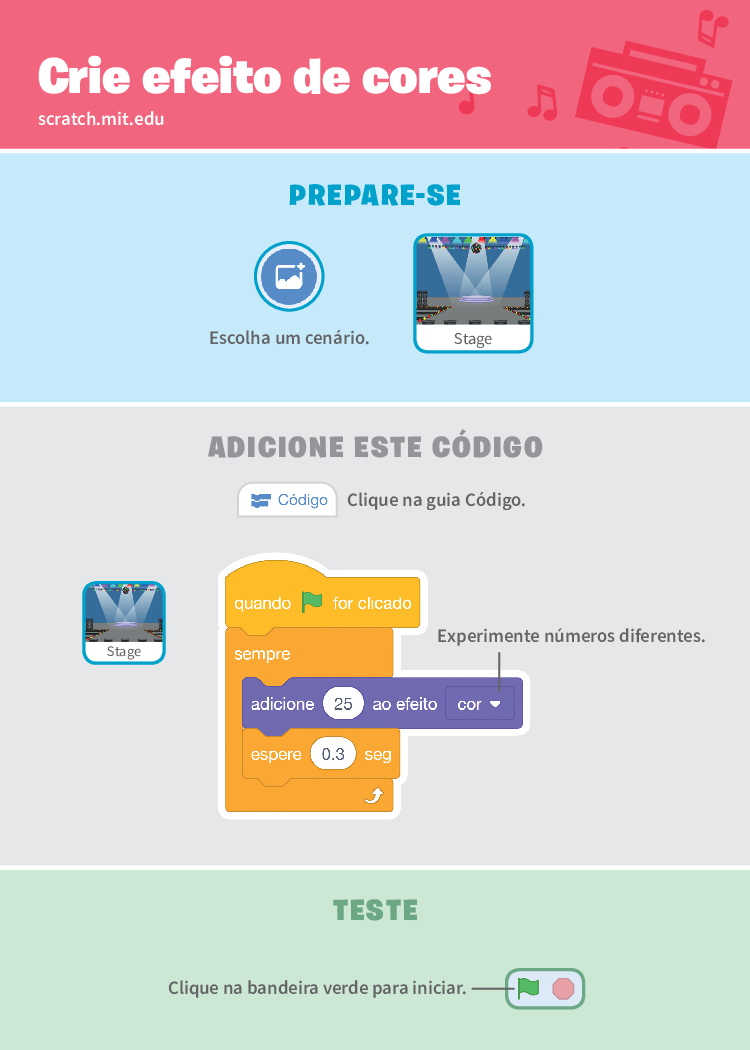 Crie efeito de cores
scratch.mit.edu
PREPARE-SE
Escolha um cenário.
Stage
ADICIONE ESTE CÓDIGO
Código
Clique na guia Código.
Stage
quando for clicado
sempre
Experimente números diferentes.
adicione 25 ao efeito cor
espere 0.3 seg
TESTE
Clique na bandeira verde para iniciar.